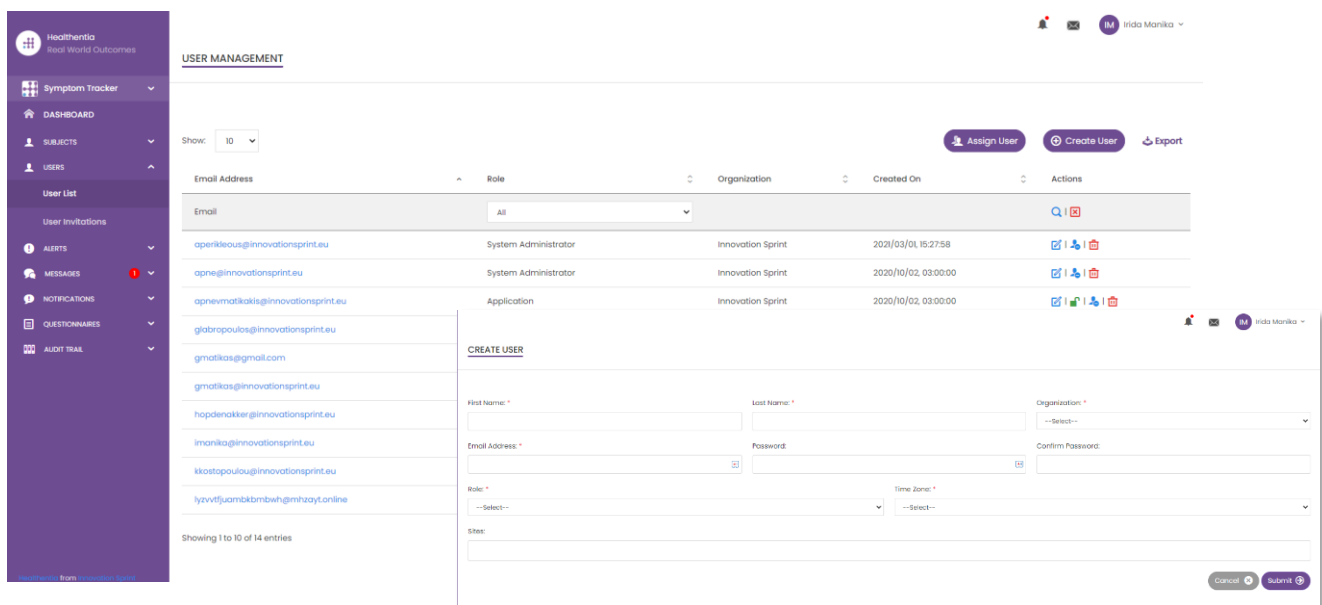 Healthentia
Real World Outcomes
IM Irida Manika
USER MANAGEMENT
Symptom Tracker
DASHBOARD
SUBJECTS
USERS
User List
User Invitations
ALERTS
MESSAGES 1
NOTIFICATIONS
QUESTIONNAIRES
AUDIT TRAIL
Healthentia from Innovation Sprint
Show: 10
Assign User Create User Export
Email Address Role Organization Created On Actions
Email All
aperikleous@innovationsprint.eu System Administrator Innovation Sprint 2021/03/01, 15:27:58
apne@innovationsprint.eu System Administrator Innovation Sprint 2020/10/02, 03:00:00
apnevmatikakis@innovationsprint.eu Application Innovation Sprint 2020/10/02, 03:00:00
glabropoulos@innovationsprint.eu
gmatikas@gmail.com
gmatikas@innovationsprint.eu
hopdenakker@innovationsprint.eu
imanika@innovationsprint.eu
kkostopoulou@innovationsprint.eu
lyzvvtfjuambkbmbwh@mhzayt.online
Showing 1 to 10 of 14 entries
IM Irida Manika
CREATE USER
First Name: * Last Name: * Organization: *
--Select--
Email Address: * Password: Confirm Password:
Role: * Time Zone: *
--Select-- --Select--
Sites:
Cancel Submit